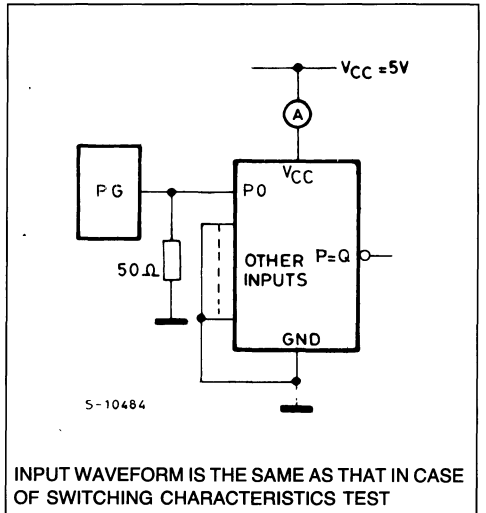 VCC = 5V
A
VCC
PG
P0
50Ω
OTHER
INPUTS
P=Q
GND
S-10484
INPUT WAVEFORM IS THE SAME AS THAT IN CASE
OF SWITCHING CHARACTERISTICS TEST